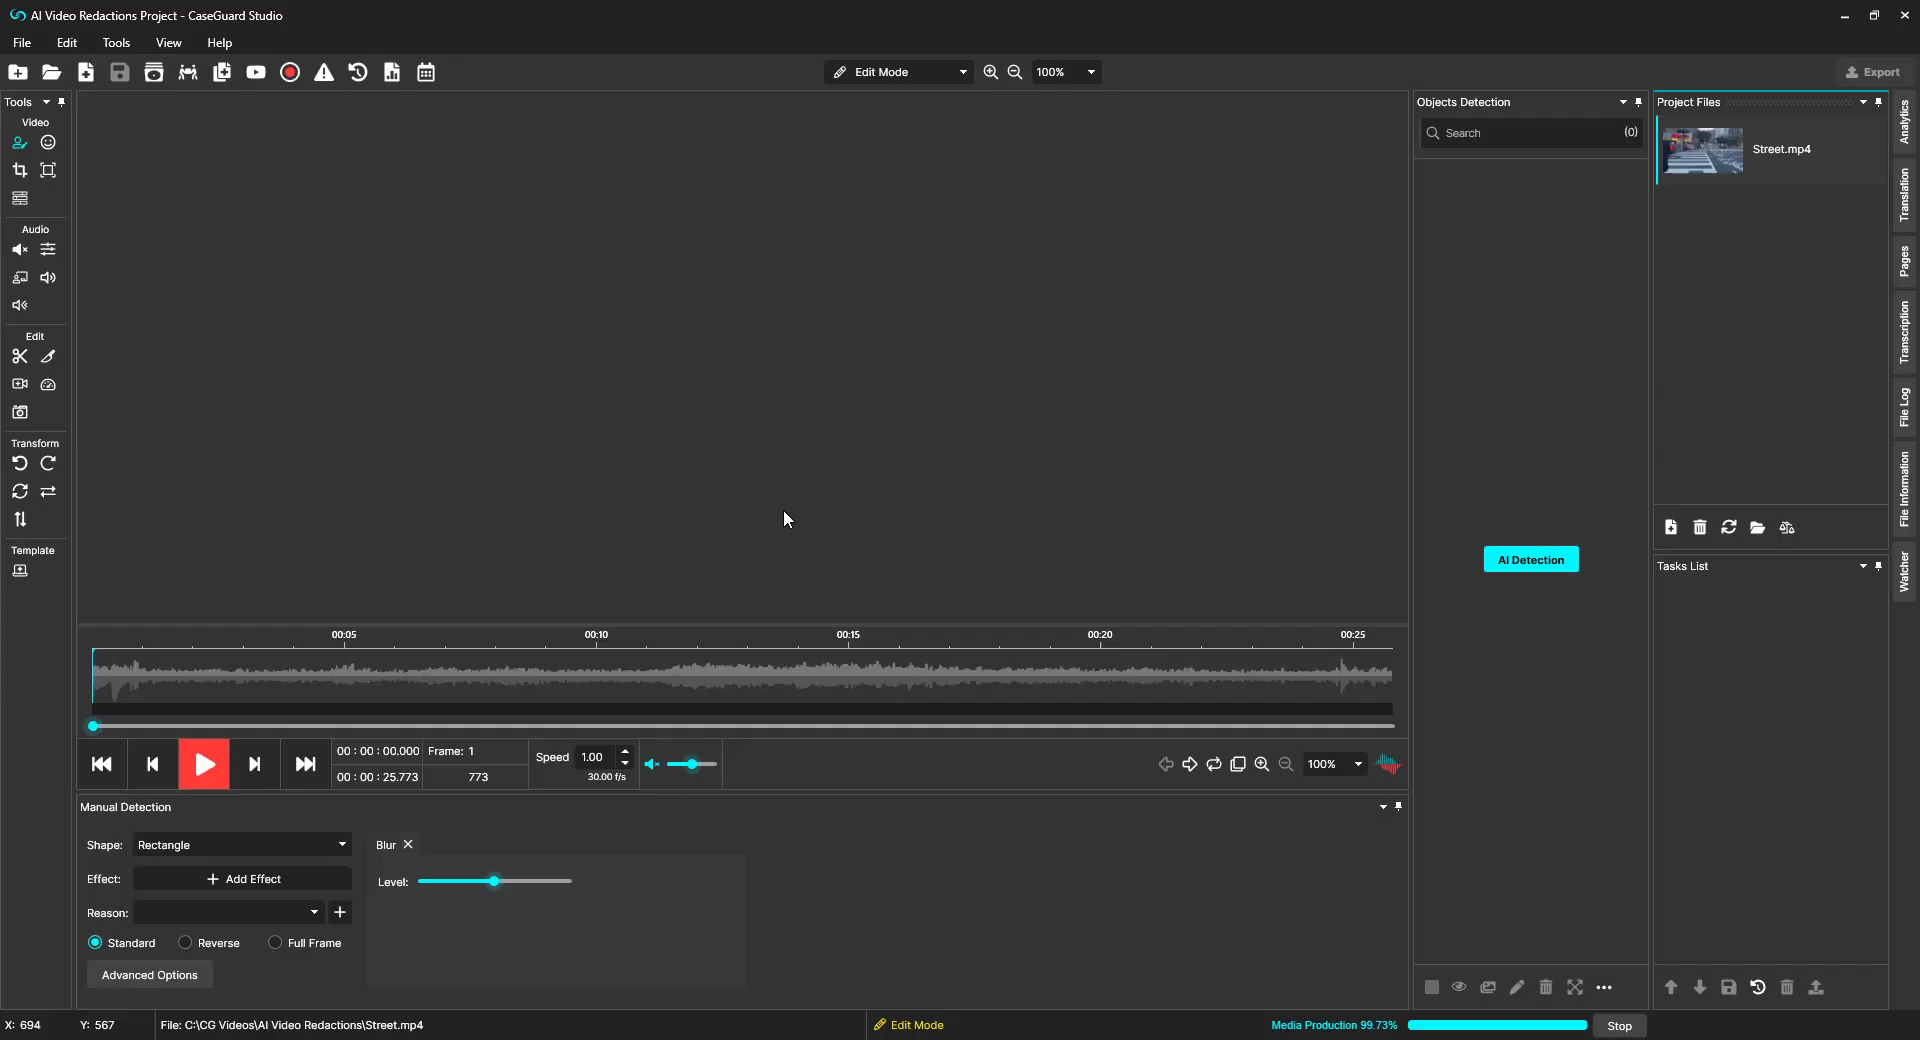 AI Video Redactions Project - CaseGuard Studio
File Edit Tools View Help
Edit Mode 100% Export
Tools
Video
Audio
Edit
Transform
Template
Objects Detection
Search (0)
AI Detection
Project Files
Street.mp4
Tasks List
Analytics
Translation
Pages
Transcription
File Log
File Information
Watcher
00:05 00:10 00:15 00:20 00:25
00 : 00 : 00.000 Frame: 1
00 : 00 : 25.773 773
Speed 1.00
30.00 f/s
100%
Manual Detection
Shape: Rectangle
Effect: + Add Effect
Reason:
Standard Reverse Full Frame
Advanced Options
Blur
Level:
X: 694 Y: 567 File: C:\CG Videos\AI Video Redactions\Street.mp4 Edit Mode Media Production 99.73% Stop